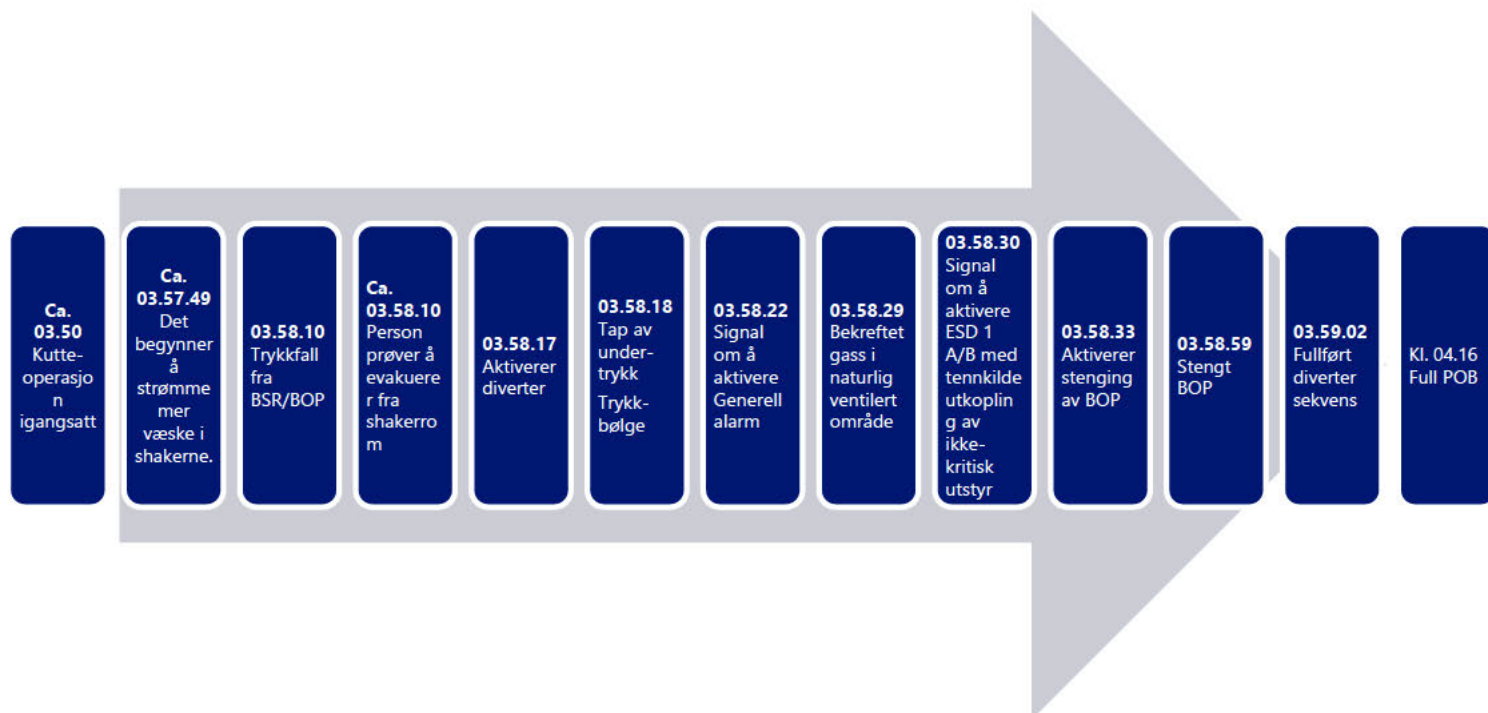 Ca.
03.50
Kutte-
operasjo
n
igangsatt
Ca.
03.57.49
Det
begynner
å
strømme
mer
væske i
shakerne.
03.58.10
Trykkfall
fra
BSR/BOP
Ca.
03.58.10
Person
prøver å
evakuere
r fra
shakerro
m
03.58.17
Aktiverer
diverter
03.58.18
Tap av
under-
trykk
Trykk-
bølge
03.58.22
Signal
om å
aktivere
Generell
alarm
03.58.29
Bekreftet
gass i
naturlig
ventilert
område
03.58.30
Signal
om å
aktivere
ESD 1
A/B med
tennkilde
utkoplin
g av
ikke-
kritisk
utstyr
03.58.33
Aktiverer
stenging
av BOP
03.58.59
Stengt
BOP
03.59.02
Fullført
diverter
sekvens
Kl. 04.16
Full POB